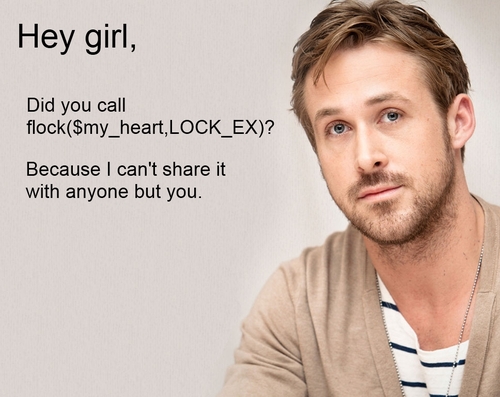 Hey girl,
Did you call
flock($my_heart,LOCK_EX)?
Because I can't share it
with anyone but you.